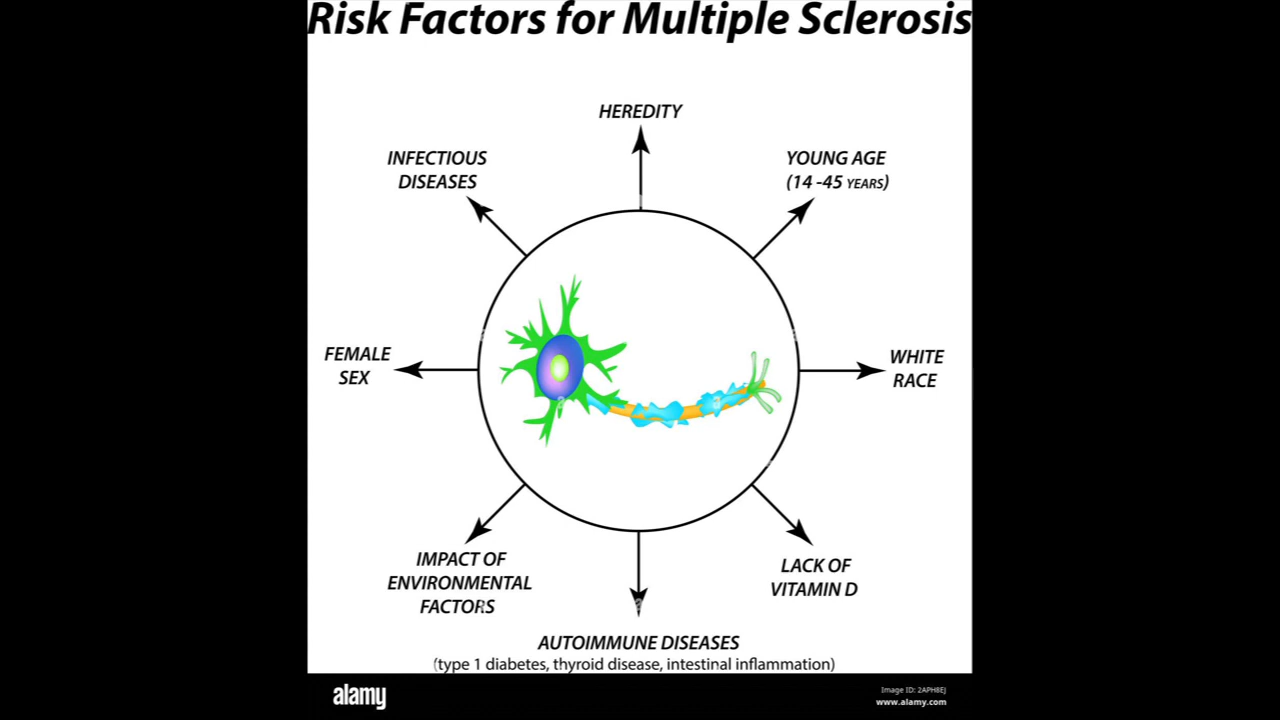 Risk Factors for Multiple Sclerosis
HEREDITY
INFECTIOUS
DISEASES
YOUNG AGE
(14 -45 YEARS)
FEMALE
SEX
WHITE
RACE
IMPACT OF
ENVIRONMENTAL
FACTORS
LACK OF
VITAMIN D
AUTOIMMUNE DISEASES
(type 1 diabetes, thyroid disease, intestinal inflammation)
alamy
Image ID: 2APH8EJ
www.alamy.com